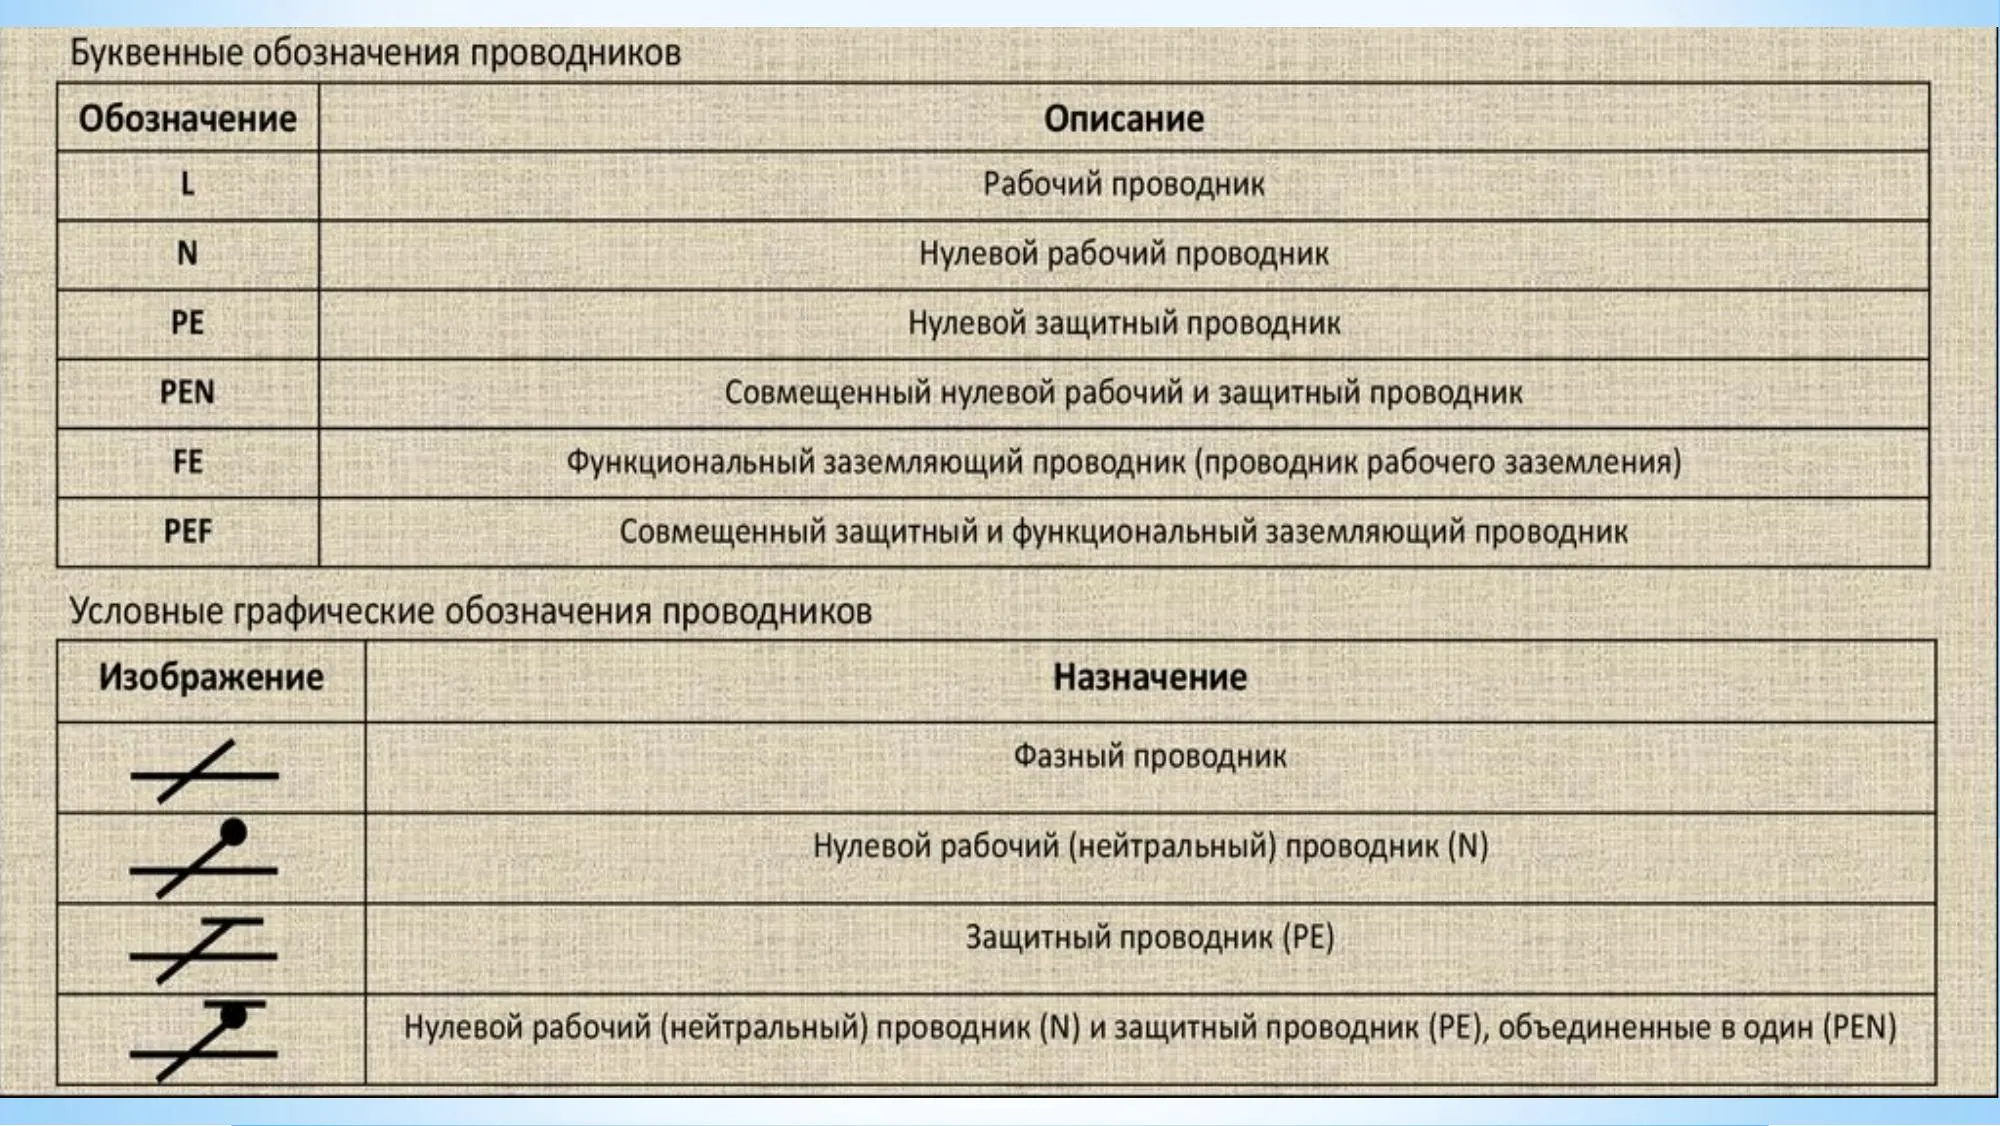 Буквенные обозначения проводников
Обозначение Описание
L Рабочий проводник
N Нулевой рабочий проводник
PE Нулевой защитный проводник
PEN Совмещенный нулевой рабочий и защитный проводник
FE Функциональный заземляющий проводник (проводник рабочего заземления)
PEF Совмещенный защитный и функциональный заземляющий проводник
Условные графические обозначения проводников
Изображение Назначение
Фазный проводник
Нулевой рабочий (нейтральный) проводник (N)
Защитный проводник (PE)
Нулевой рабочий (нейтральный) проводник (N) и защитный проводник (PE), объединенные в один (PEN)